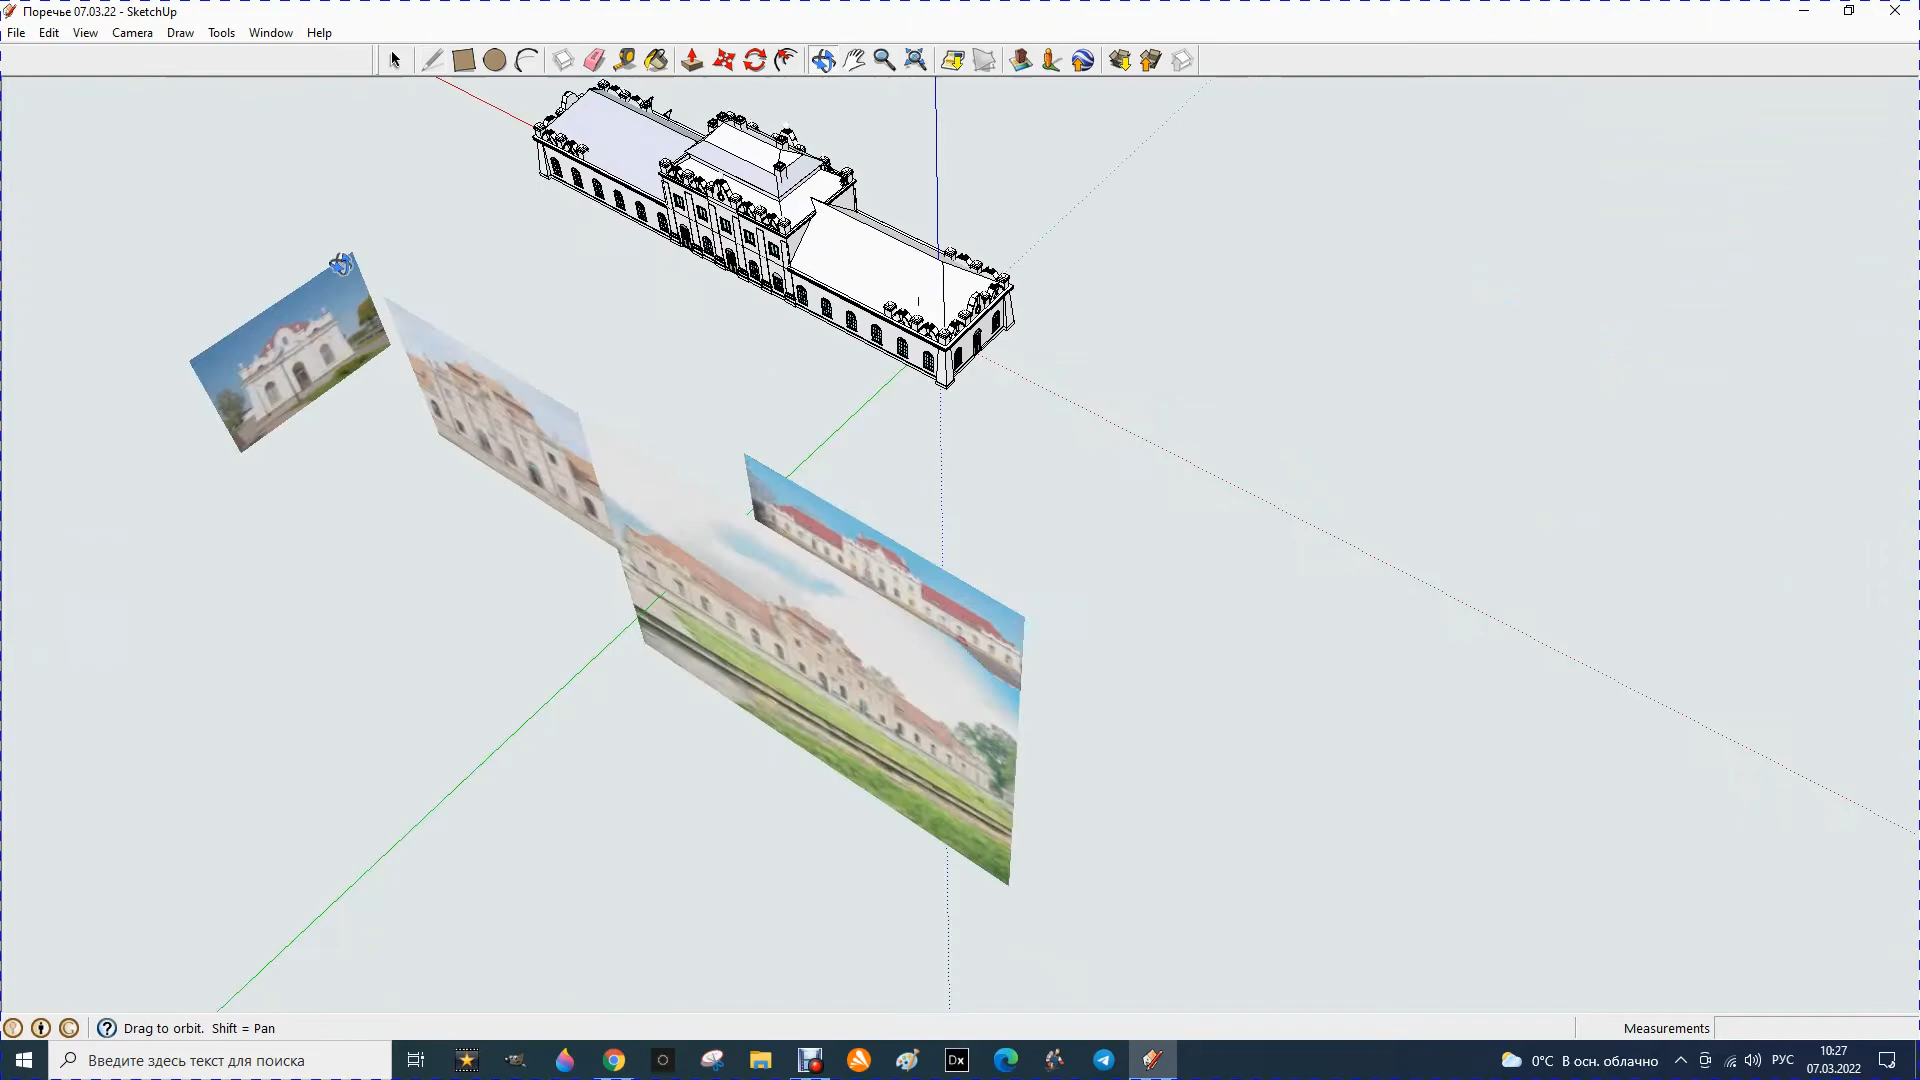 Поречье 07.03.22 - SketchUp
File Edit View Camera Draw Tools Window Help
Drag to orbit. Shift = Pan
Measurements
Введите здесь текст для поиска
Dx
0°C В осн. облачно
РУС
10:27
07.03.2022